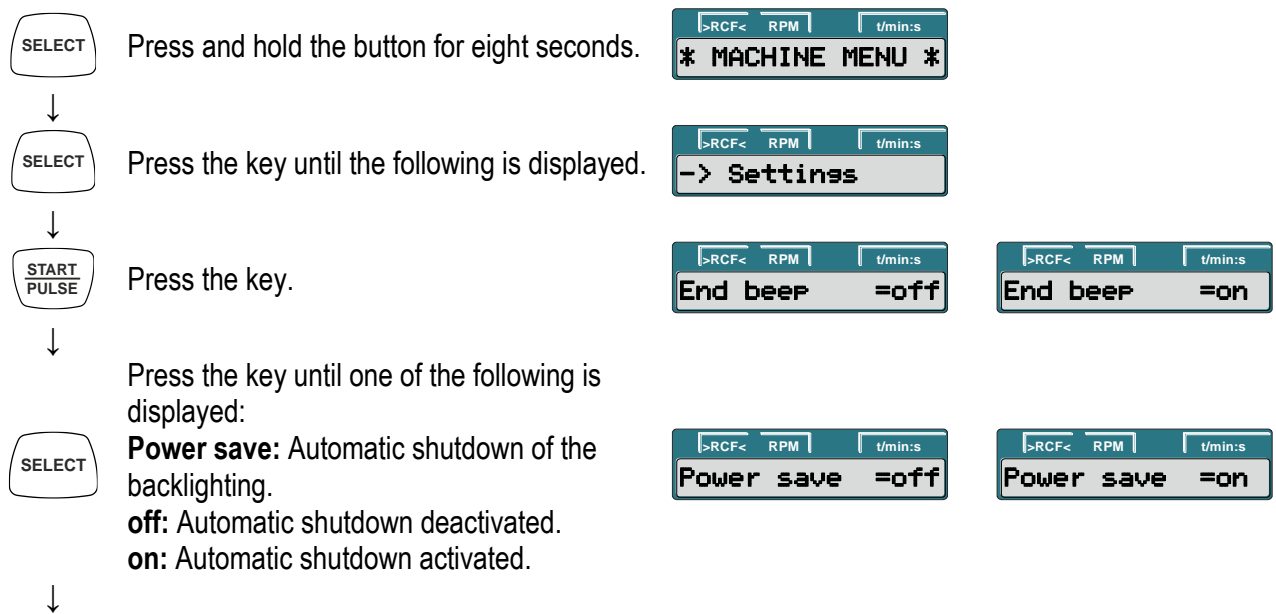 SELECT
Press and hold the button for eight seconds.
>RCF< RPM t/min:s
* MACHINE MENU *
↓
SELECT
Press the key until the following is displayed.
>RCF< RPM t/min:s
-> Settings
↓
START
PULSE
Press the key.
>RCF< RPM t/min:s
End beep =off
>RCF< RPM t/min:s
End beep =on
↓
SELECT
Press the key until one of the following is
displayed:
Power save: Automatic shutdown of the
backlighting.
off: Automatic shutdown deactivated.
on: Automatic shutdown activated.
>RCF< RPM t/min:s
Power save =off
>RCF< RPM t/min:s
Power save =on
↓